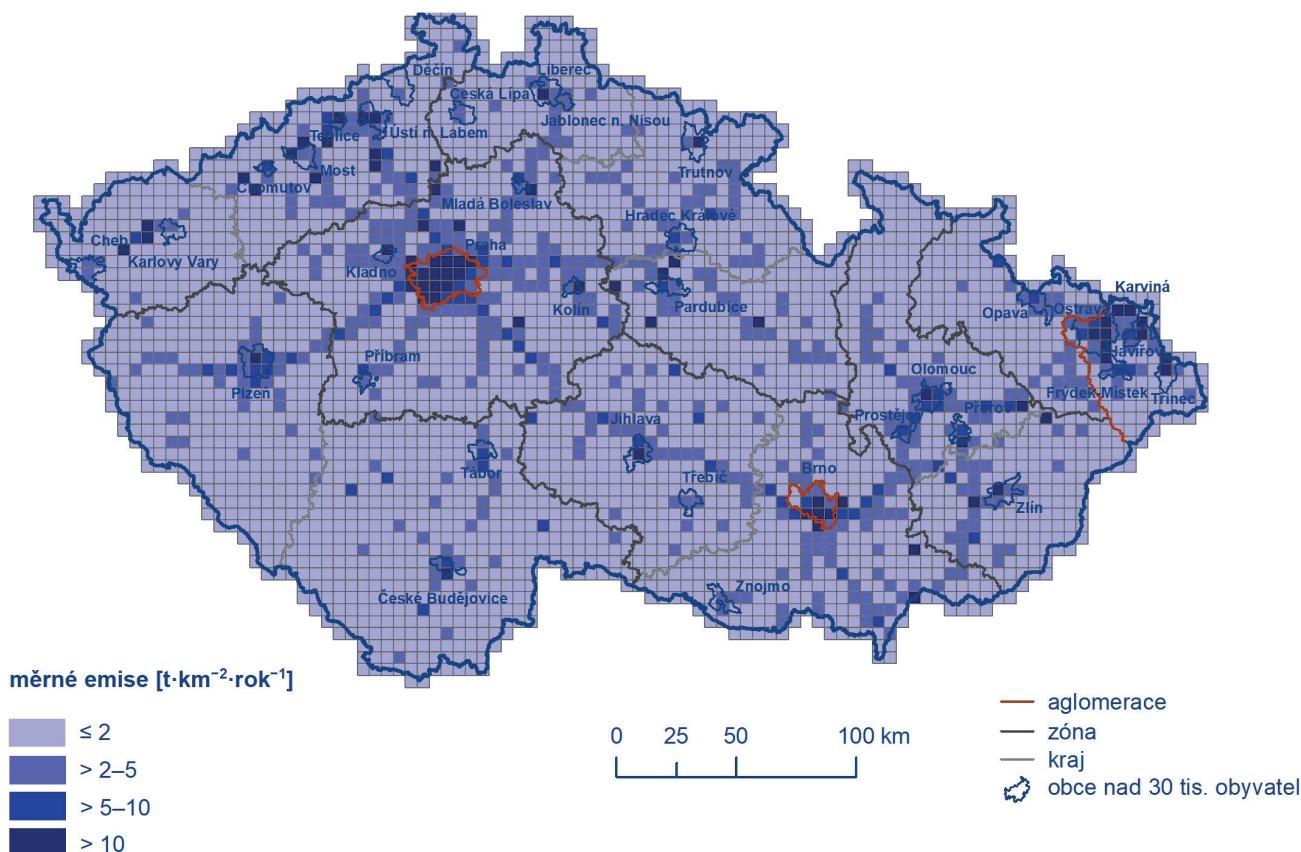 Děčín
Liberec
Česká Lípa
Jablonec n. Nisou
Teplice
Ústí n. Labem
Most
Trutnov
Chomutov
Mladá Boleslav
Hradec Králové
Cheb
Praha
Karlovy Vary
Kladno
Karviná
Kolín
Pardubice
Opava
Ostrava
Havířov
Příbram
Olomouc
Plzeň
Frýdek-Místek
Třinec
Prostějov
Přerov
Jihlava
Tábor
Třebíč
Brno
Zlín
Znojmo
České Budějovice
měrné emise [t·km⁻²·rok⁻¹]
≤ 2
> 2–5
> 5–10
> 10
0 25 50 100 km
aglomerace
zóna
kraj
obce nad 30 tis. obyvatel